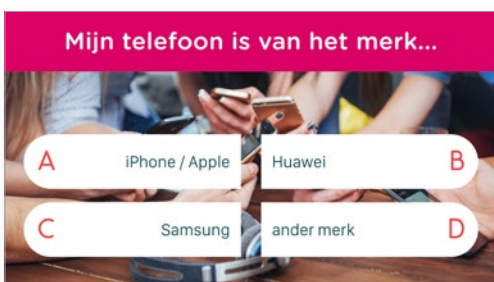 Mijn telefoon is van het merk...
A iPhone / Apple
Huawei B
C Samsung
ander merk D